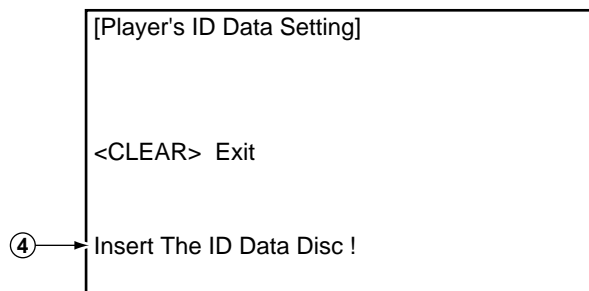 [Player's ID Data Setting]
<CLEAR> Exit
④ Insert The ID Data Disc !